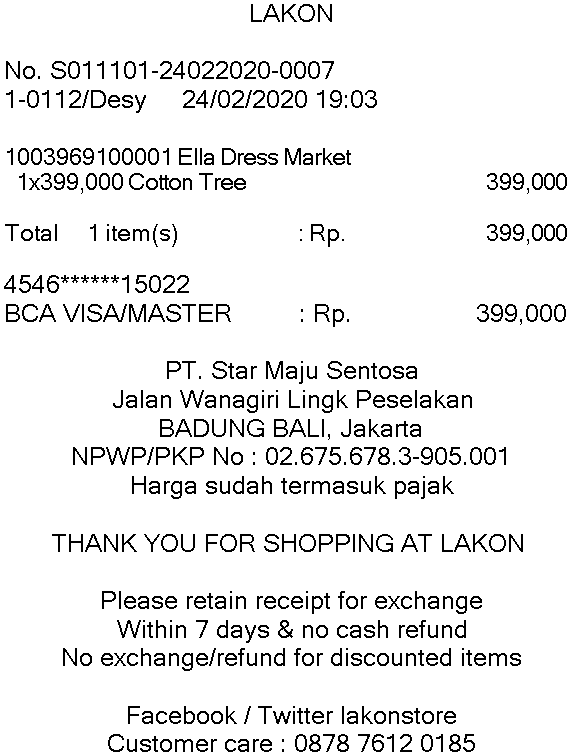 LAKON
No. S011101-24022020-0007
1-0112/Desy 24/02/2020 19:03
1003969100001 Ella Dress Market
1x399,000 Cotton Tree 399,000
Total 1 item(s) : Rp. 399,000
4546******15022
BCA VISA/MASTER : Rp. 399,000
PT. Star Maju Sentosa
Jalan Wanagiri Lingk Peselakan
BADUNG BALI, Jakarta
NPWP/PKP No : 02.675.678.3-905.001
Harga sudah termasuk pajak
THANK YOU FOR SHOPPING AT LAKON
Please retain receipt for exchange
Within 7 days & no cash refund
No exchange/refund for discounted items
Facebook / Twitter lakonstore
Customer care : 0878 7612 0185